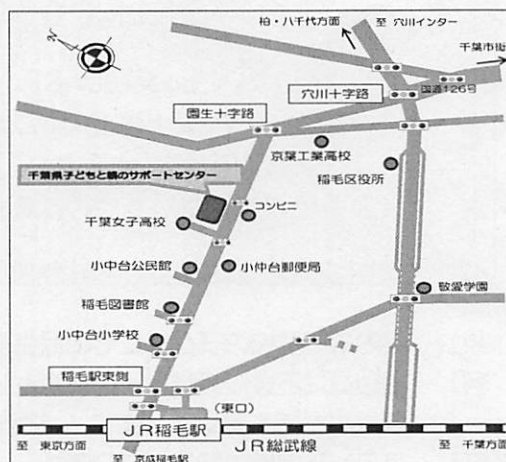 柏・八千代方面
至 穴川インター
千葉市街
国道126号
穴川十字路
園生十字路
京葉工業高校
稲毛区役所
千葉県子どもと親のサポートセンター
コンビニ
千葉女子高校
小中台公民館
小仲台郵便局
敬愛学園
稲毛図書館
小中台小学校
稲毛駅東側
(東口)
JR稲毛駅
JR総武線
至 東京方面
至 千葉方面
至 京成稲毛駅